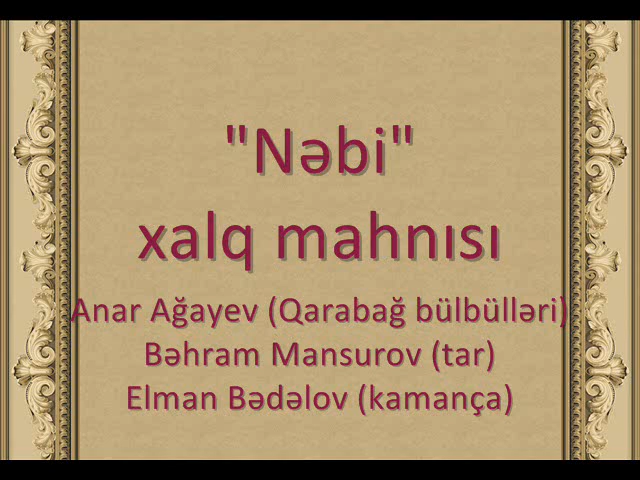 "Nəbi"
xalq mahnısı
Anar Ağayev (Qarabağ bülbülləri)
Bəhram Mansurov (tar)
Elman Bədəlov (kamança)